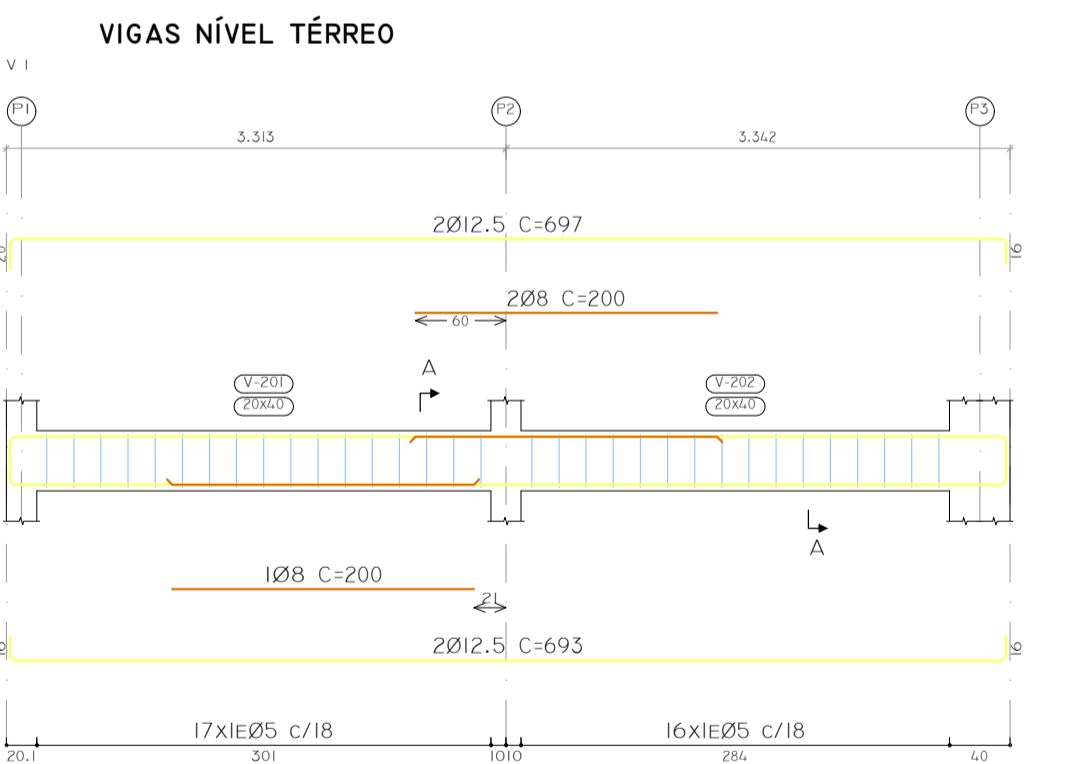 VIGAS NÍVEL TÉRREO
V 1
P1 P2 P3
3.313 3.342
2Ø12.5 C=697
20 16
2Ø8 C=200
60
A
V-201 V-202
20x40 20x40
A
1Ø8 C=200
21
2Ø12.5 C=693
16
17x1EØ5 c/18 16x1EØ5 c/18
20.1 301 1010 284 40